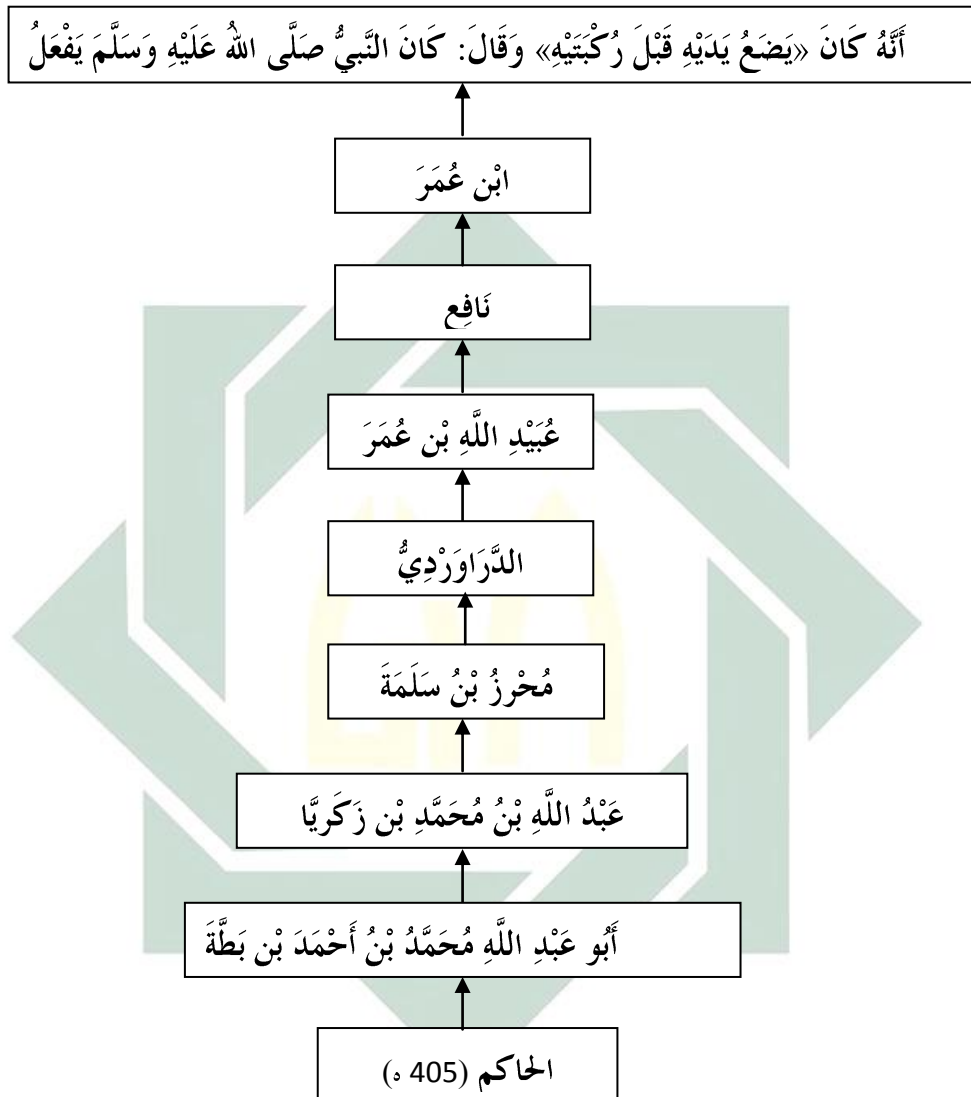 أَنَّهُ كَانَ «يَضَعُ يَدَيْهِ قَبْلَ رُكْبَتَيْهِ» وَقَالَ: كَانَ النَّبِيُّ صَلَّى اللهُ عَلَيْهِ وَسَلَّمَ يَفْعَلُ
ابْن عُمَرَ
نَافِع
عُبَيْدِ اللَّهِ بْن عُمَرَ
الدَّرَاوَرْدِيُّ
مُحْرِزُ بْنُ سَلَمَةَ
عَبْدُ اللَّهِ بْنُ مُحَمَّدِ بْن زَكَرِيَّا
أَبُو عَبْدِ اللَّهِ مُحَمَّدُ بْنُ أَحْمَدَ بْن بَطَّةَ
الحاكم (405 ه)